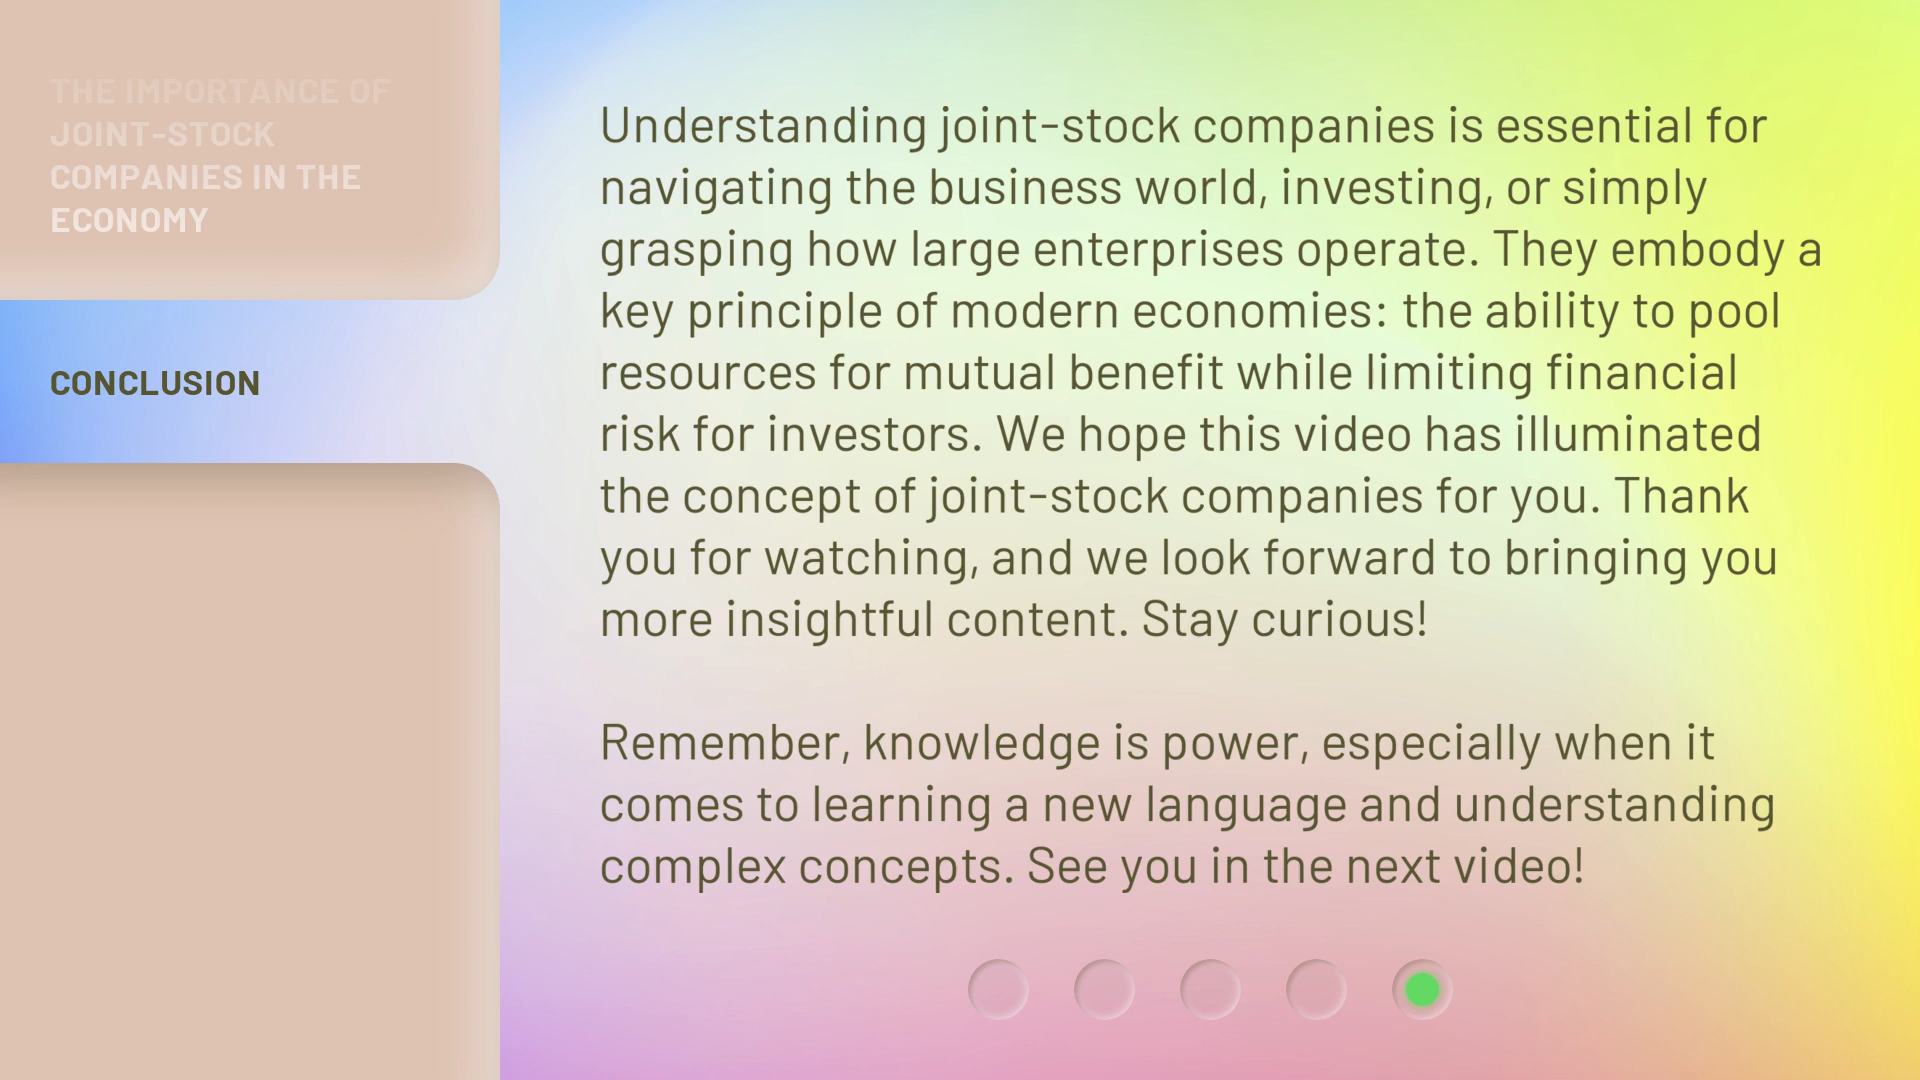 THE IMPORTANCE OF
JOINT-STOCK
COMPANIES IN THE
ECONOMY
CONCLUSION
Understanding joint-stock companies is essential for
navigating the business world, investing, or simply
grasping how large enterprises operate. They embody a
key principle of modern economies: the ability to pool
resources for mutual benefit while limiting financial
risk for investors. We hope this video has illuminated
the concept of joint-stock companies for you. Thank
you for watching, and we look forward to bringing you
more insightful content. Stay curious!
Remember, knowledge is power, especially when it
comes to learning a new language and understanding
complex concepts. See you in the next video!